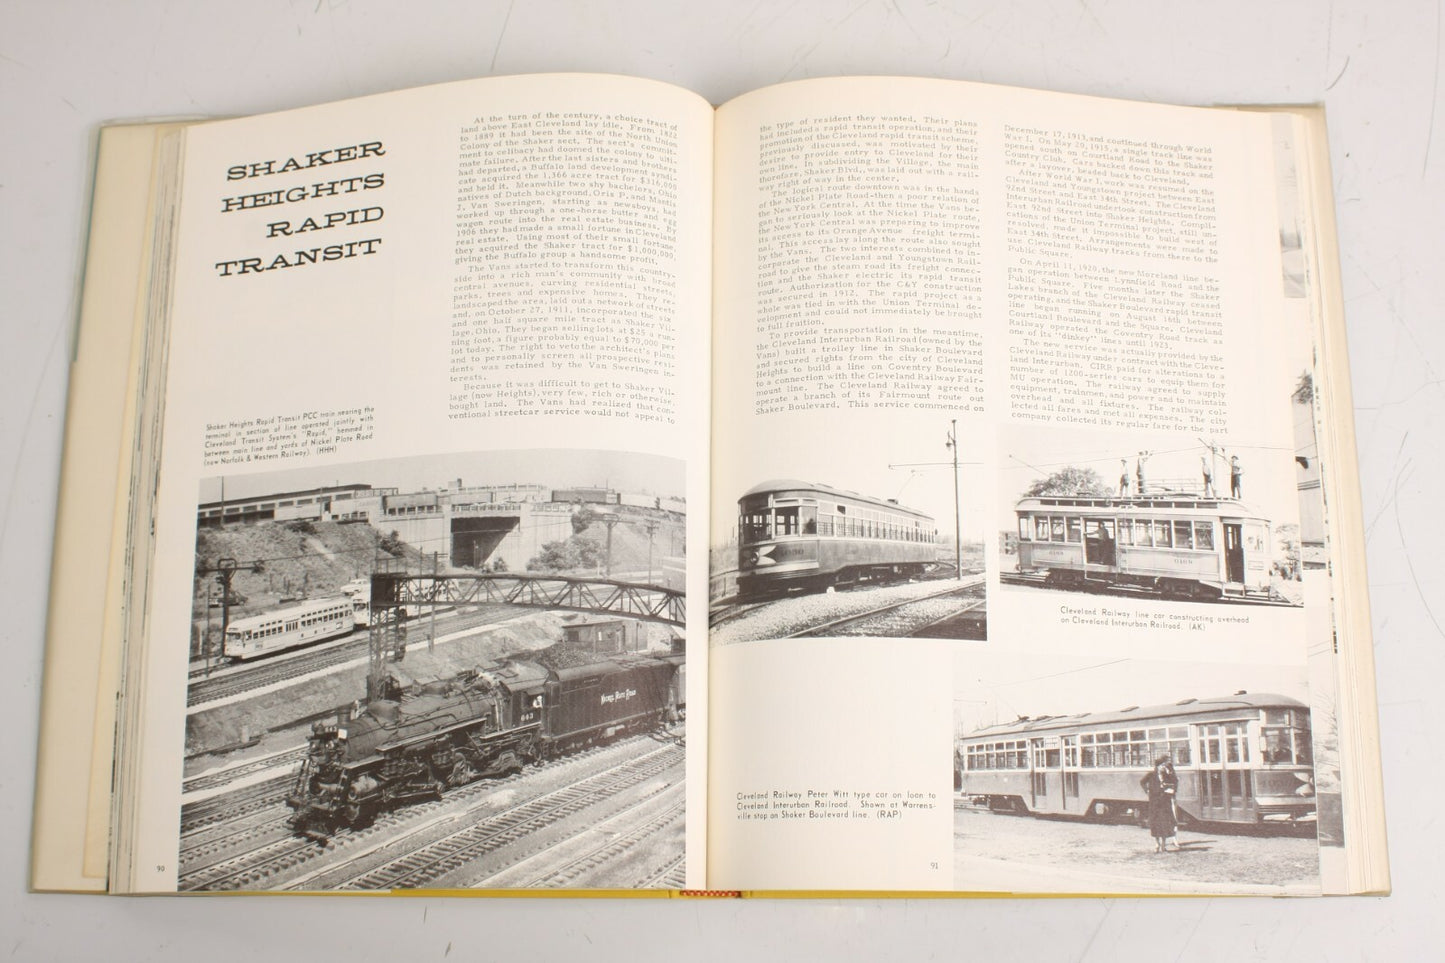 SHAKER
HEIGHTS
RAPID
TRANSIT
At the turn of the century, a choice tract of
land above East Cleveland lay idle. From 1822
to 1889 it had been the site of the North Union
Colony of the Shaker sect. The sect's commit-
ment to celibacy had doomed the colony to ulti-
mate failure. After the last sisters and brothers
had departed, a Buffalo land development syndi-
cate acquired the 1,366 acre tract for $316,000
and held it. Meanwhile two shy bachelors, Ohio
natives of Dutch background, Oris P. and Mantis
J. Van Sweringen, starting as newsboys, had
worked up through a one-horse butter and egg
wagon route into the real estate business. By
1906 they had made a small fortune in Cleveland
real estate. Using most of their small fortune,
they acquired the Shaker tract for $1,000,000,
giving the Buffalo group a handsome profit.
The Vans started to transform this country-
side into a rich man's community with broad
central avenues, curving residential streets,
parks, trees and expensive homes. They re-
landscaped the area, laid out a network of streets
and, on October 27, 1911, incorporated the six
and one half square mile tract as Shaker Vil-
lage, Ohio. They began selling lots at $25 a run-
ning foot, a figure probably equal to $70,000 per
lot today. The right to veto the architect's plans
and to personally screen all prospective resi-
dents was retained by the Van Sweringen in-
terests.
Because it was difficult to get to Shaker Vil-
lage (now Heights), very few, rich or otherwise,
bought land. The Vans had realized that con-
ventional streetcar service would not appeal to
Shaker Heights Rapid Transit PCC train nearing the
terminal in section of line operated jointly with
Cleveland Transit System's "Rapid," hemmed in
between main line and yards of Nickel Plate Road
(now Norfolk & Western Railway). (HHH)
NICKEL PLATE ROAD
643
90
the type of resident they wanted. Their plans
had included a rapid transit operation, and their
promotion of the Cleveland rapid transit scheme,
previously discussed, was motivated by their
desire to provide entry to Cleveland for their
own line. In subdividing the Village, the main
thorofare, Shaker Blvd., was laid out with a rail-
way right of way in the center.
The logical route downtown was in the hands
of the Nickel Plate Road-then a poor relation of
the New York Central. At the time the Vans be-
gan to seriously look at the Nickel Plate route,
the New York Central was preparing to improve
its access to its Orange Avenue freight termi-
nal. This access lay along the route also sought
by the Vans. The two interests combined to in-
corporate the Cleveland and Youngstown Rail-
road to give the steam road its freight connec-
tion and the Shaker electric its rapid transit
route. Authorization for the C&Y construction
was secured in 1912. The rapid project as a
whole was tied in with the Union Terminal de-
velopment and could not immediately be brought
to full fruition.
To provide transportation in the meantime,
the Cleveland Interurban Railroad (owned by the
Vans) built a trolley line in Shaker Boulevard
and secured rights from the city of Cleveland
Heights to build a line on Coventry Boulevard
to a connection with the Cleveland Railway Fair-
mount line. The Cleveland Railway agreed to
operate a branch of its Fairmount route out
Shaker Boulevard. This service commenced on
December 17, 1913, and continued through World
War I. On May 29, 1915, a single track line was
opened south on Courtland Road to the Shaker
Country Club. Cars backed down this track and
after a layover, headed back to Cleveland.
After World War I, work was resumed on the
Cleveland and Youngstown project between East
92nd Street and East 34th Street. The Cleveland
Interurban Railroad undertook construction from
East 92nd Street into Shaker Heights. Compli-
cations of the Union Terminal project, still un-
resolved, made it impossible to build west of
East 34th Street. Arrangements were made to
use Cleveland Railway tracks from there to the
Public Square.
On April 11, 1920, the new Moreland line be-
gan operation between Lynnfield Road and the
Public Square. Five months later the Shaker
Lakes branch of the Cleveland Railway ceased
operating, and the Shaker Boulevard rapid transit
line began running on August 16th between
Courtland Boulevard and the Square. Cleveland
Railway operated the Coventry Road track as
one of its "dinkey" lines until 1923.
The new service was actually provided by the
Cleveland Railway under contract with the Cleve-
land Interurban. CIRR paid for alterations to a
number of 1200-series cars to equip them for
MU operation. The railway agreed to supply
equipment, trainmen, and power and to maintain
overhead and all fixtures. The railway col-
lected all fares and met all expenses. The city
company collected its regular fare for the part
Cleveland Railway line car constructing overhead
on Cleveland Interurban Railroad. (AK)
Cleveland Railway Peter Witt type car on loan to
Cleveland Interurban Railroad. Shown at Warrens-
ville stop on Shaker Boulevard line. (RAP)
91